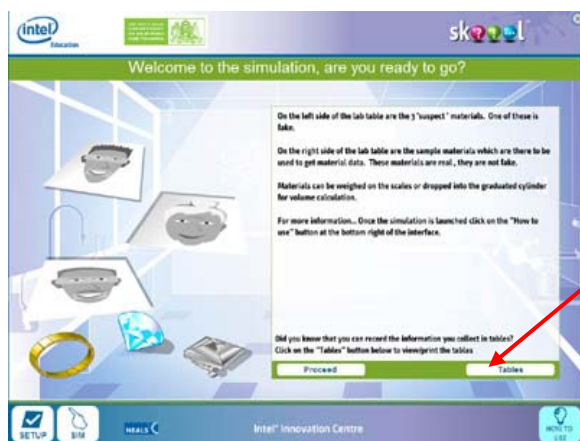 intel
Education
skoool
Welcome to the simulation, are you ready to go?
On the left side of the lab table are the 3 "suspect" materials. One of these is
fake.
On the right side of the lab table are the sample materials which are there to be
used to get material data. These materials are real, they are not fake.
Materials can be weighed on the scales or dropped into the graduated cylinder
for volume calculation.
For more information... Once the simulation is launched click on the "How to
use" button at the bottom right of the interface.
Did you know that you can record the information you collect in tables?
Click on the "Tables" button below to view/print the tables
Proceed
Tables
SETUP
SIM
Intel® Innovation Centre
HOW TO
USE